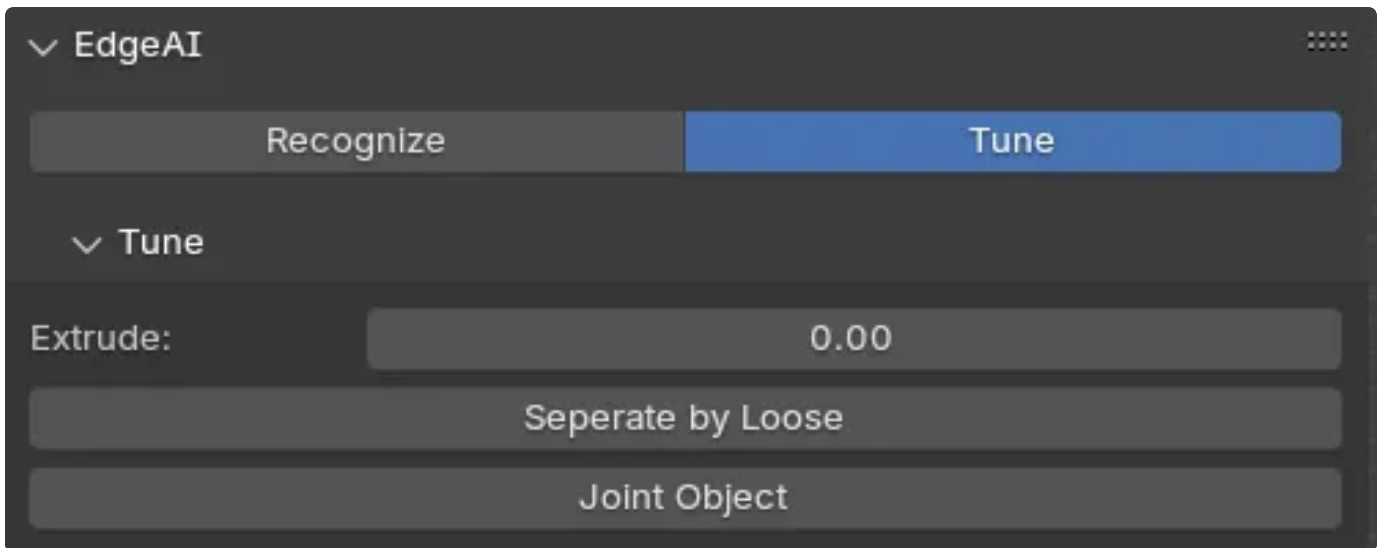 EdgeAI
Recognize Tune
Tune
Extrude: 0.00
Seperate by Loose
Joint Object